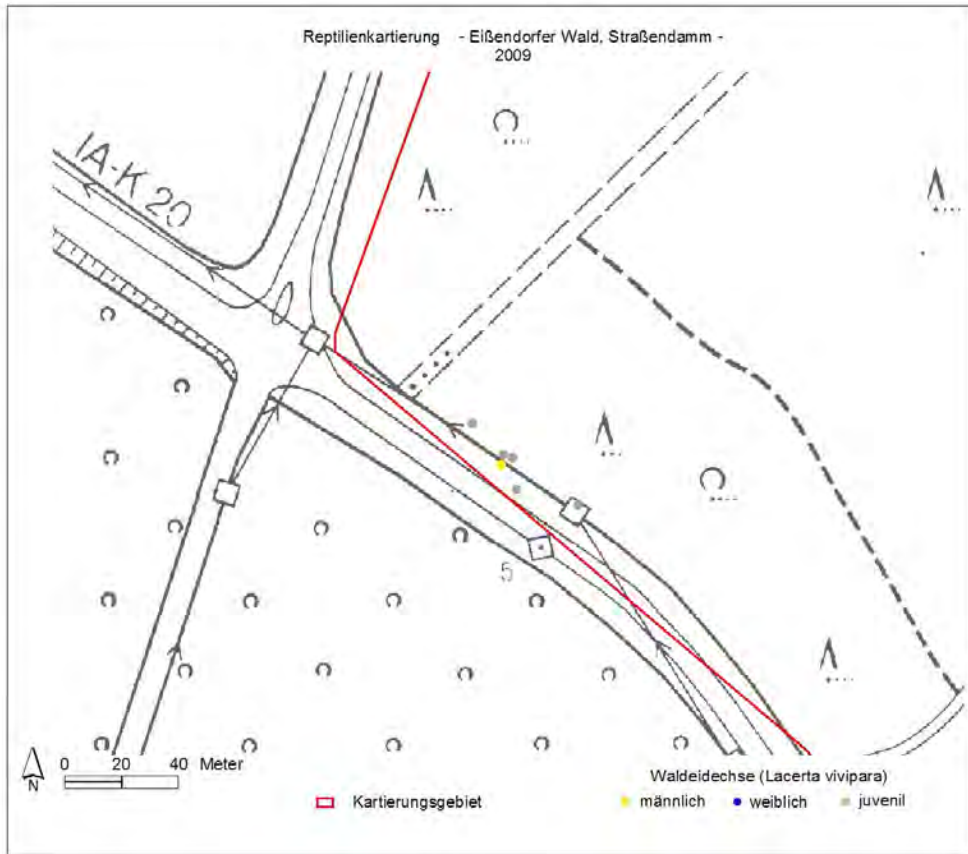 Reptilienkartierung - Eißendorfer Wald, Straßendamm -
2009
IA-K 20
5
N
0 20 40 Meter
Kartierungsgebiet
Waldeidechse (Lacerta vivipara)
männlich weiblich juvenil